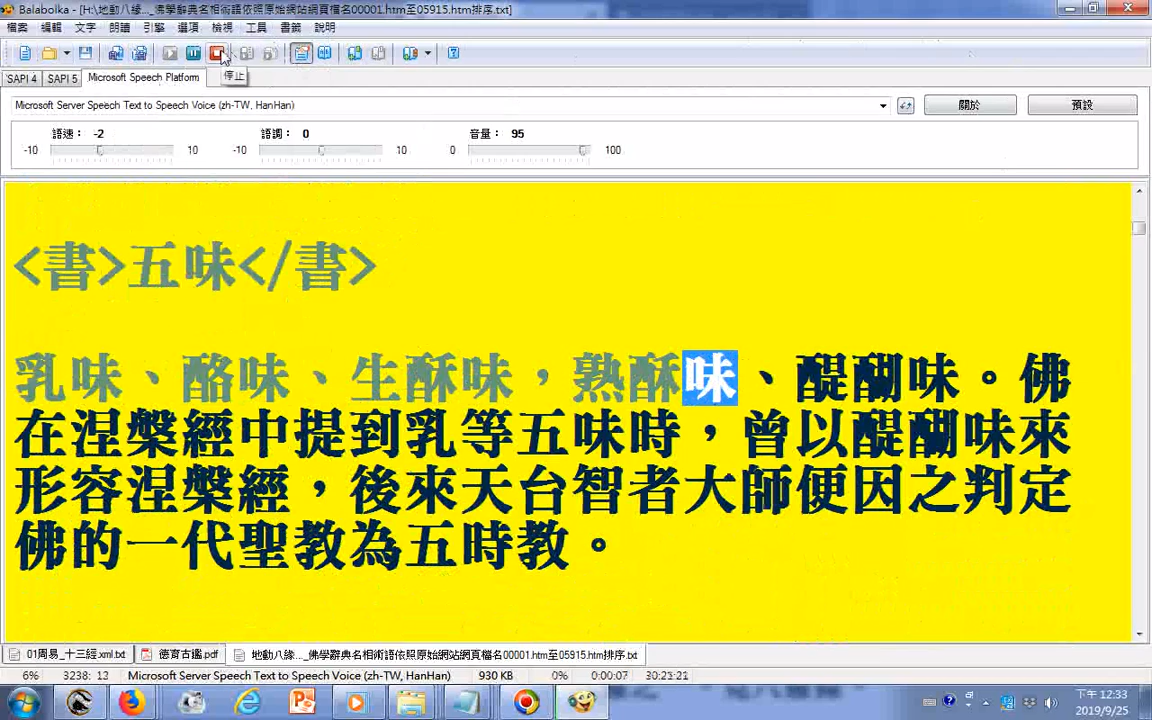 Balabolka - [H:\地動八緣..._佛學辭典名相術語依照原始網站網頁檔名00001.htm至05915.htm排序.txt]
檔案 編輯 文字 朗讀 引擎 選項 檢視 工具 書籤 說明
停止
SAPI 4 SAPI 5 Microsoft Speech Platform
Microsoft Server Speech Text to Speech Voice (zh-TW, HanHan) 關於 預設
語速： -2 語調： 0 音量： 95
-10 10 -10 10 0 100
<書>五味</書>
乳味、酪味、生酥味，熟酥味、醍醐味。佛
在涅槃經中提到乳等五味時，曾以醍醐味來
形容涅槃經，後來天台智者大師便因之判定
佛的一代聖教為五時教。
01周易_十三經.xml.txt 德育古鑑.pdf 地動八緣..._佛學辭典名相術語依照原始網站網頁檔名00001.htm至05915.htm排序.txt
6% 3238: 13 Microsoft Server Speech Text to Speech Voice (zh-TW, HanHan) 930 KB 0% 0:00:07 30:23:21
下午 12:33
2019/9/25